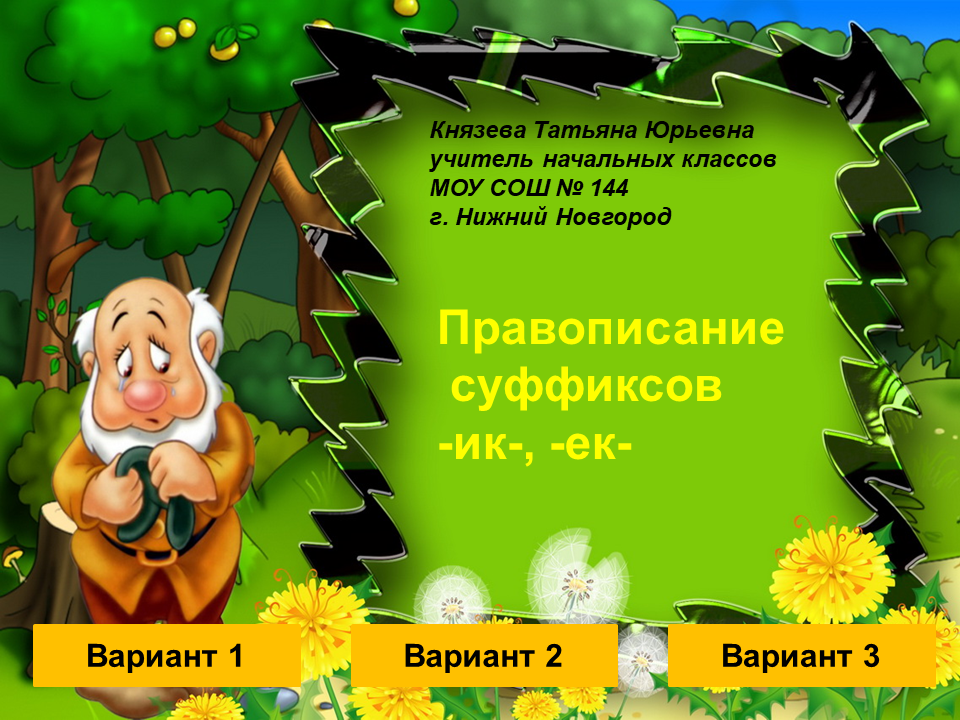 Князева Татьяна Юрьевна
учитель начальных классов
МОУ СОШ № 144
г. Нижний Новгород
Правописание
суффиксов
-ик-, -ек-
Вариант 1
Вариант 2
Вариант 3